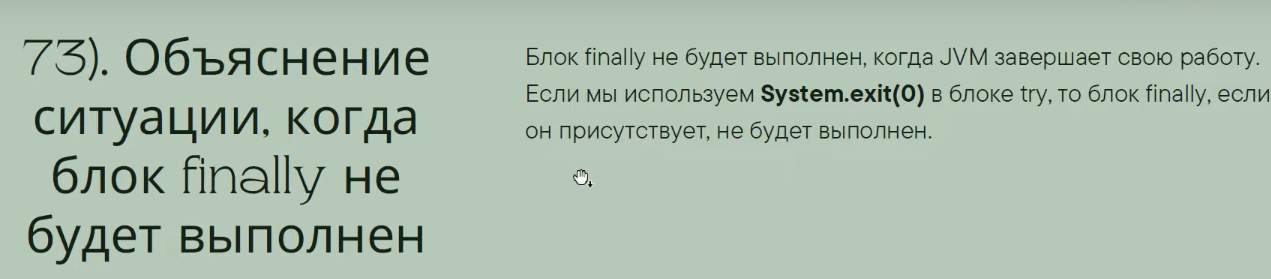 73). Объяснение
ситуации, когда
блок finally не
будет выполнен
Блок finally не будет выполнен, когда JVM завершает свою работу.
Если мы используем System.exit(0) в блоке try, то блок finally, если
он присутствует, не будет выполнен.